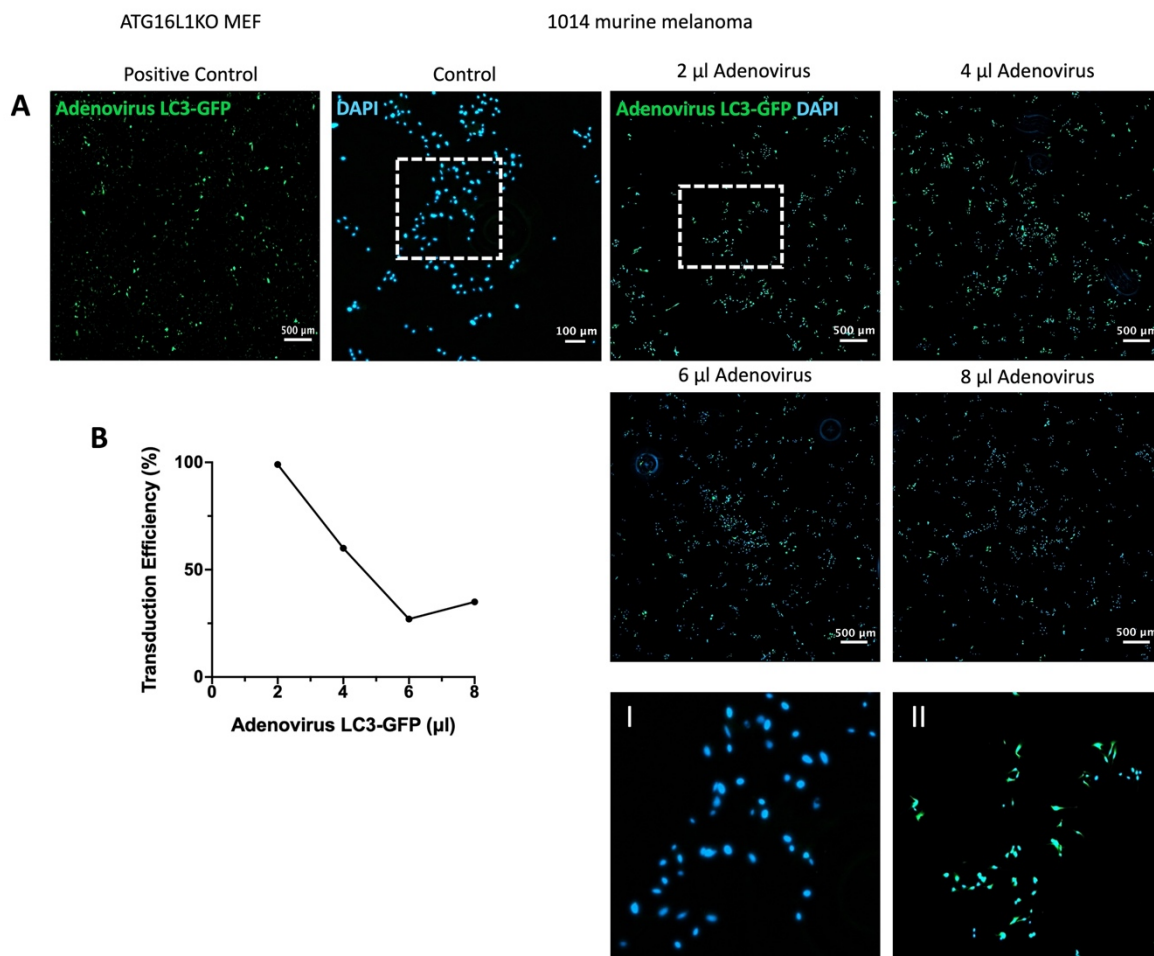 ATG16L1KO MEF
1014 murine melanoma
Positive Control
Control
2 µl Adenovirus
4 µl Adenovirus
A
Adenovirus LC3-GFP
DAPI
Adenovirus LC3-GFP DAPI
500 µm
100 µm
500 µm
500 µm
6 µl Adenovirus
8 µl Adenovirus
500 µm
500 µm
B
Transduction Efficiency (%)
100
50
0
0 2 4 6 8
Adenovirus LC3-GFP (µl)
I
II